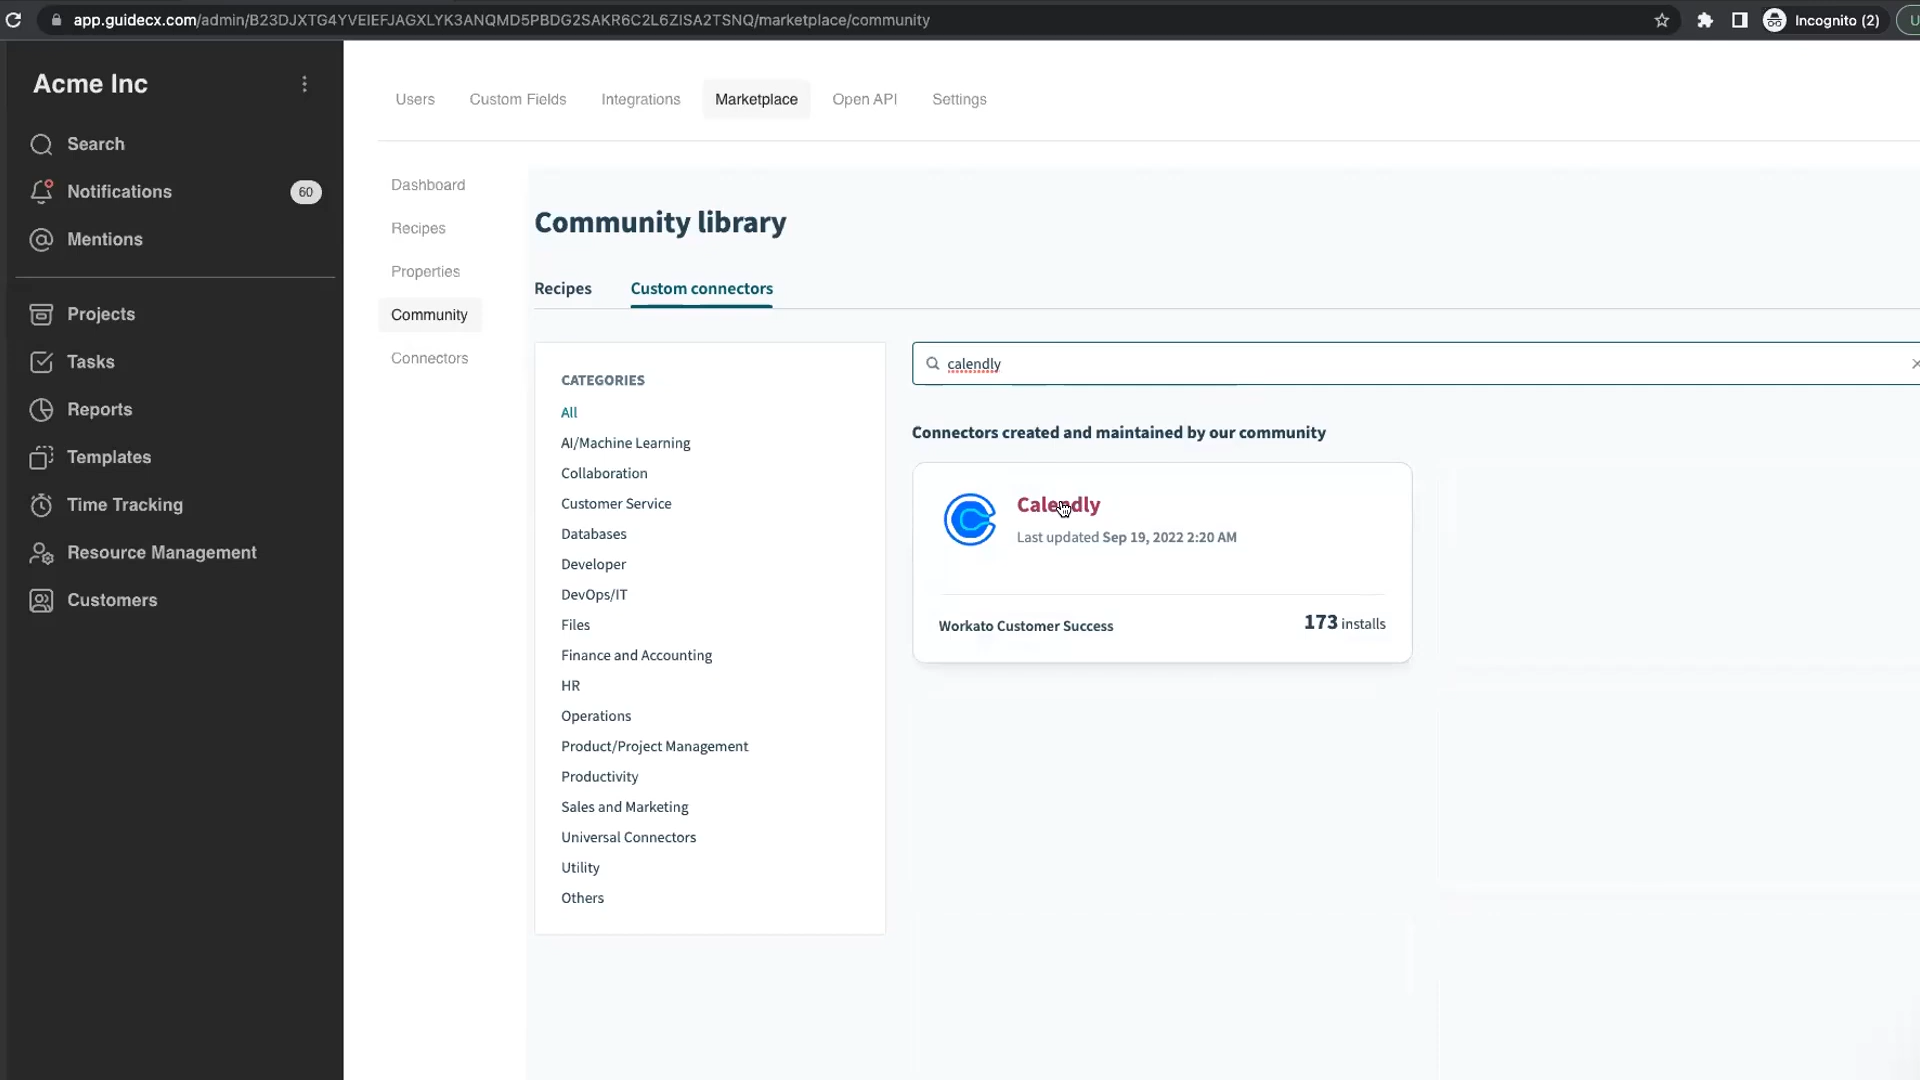 app.guidecx.com/admin/B23DJXTG4YVEIEFJAGXLYK3ANQMD5PBDG2SAKR6C2L6ZISA2TSNQ/marketplace/community
Incognito (2)
U
Acme Inc
Search
Notifications 60
Mentions
Projects
Tasks
Reports
Templates
Time Tracking
Resource Management
Customers
Users Custom Fields Integrations Marketplace Open API Settings
Dashboard
Recipes
Properties
Community
Connectors
Community library
Recipes Custom connectors
CATEGORIES
All
AI/Machine Learning
Collaboration
Customer Service
Databases
Developer
DevOps/IT
Files
Finance and Accounting
HR
Operations
Product/Project Management
Productivity
Sales and Marketing
Universal Connectors
Utility
Others
calendly
Connectors created and maintained by our community
Calendly
Last updated Sep 19, 2022 2:20 AM
Workato Customer Success 173 installs